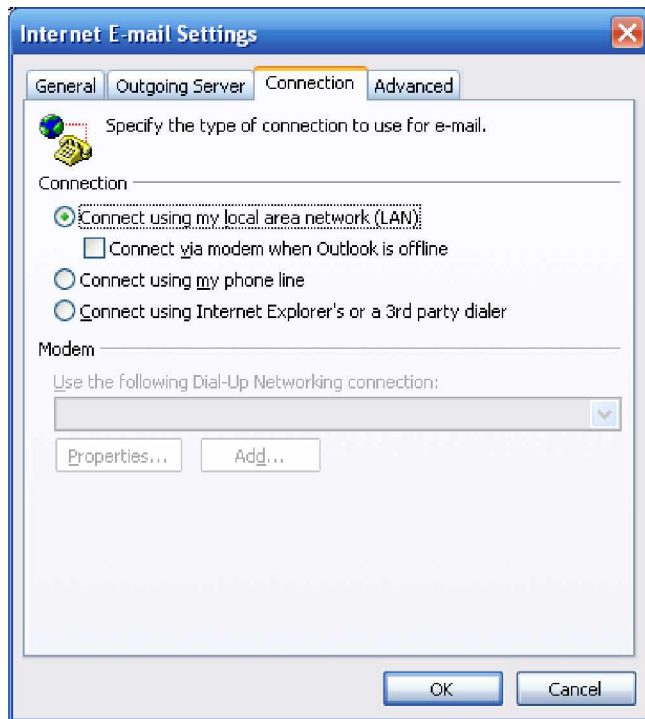 Internet E-mail Settings
General Outgoing Server Connection Advanced
Specify the type of connection to use for e-mail.
Connection
Connect using my local area network (LAN)
Connect via modem when Outlook is offline
Connect using my phone line
Connect using Internet Explorer's or a 3rd party dialer
Modem
Use the following Dial-Up Networking connection:
Properties... Add...
OK Cancel